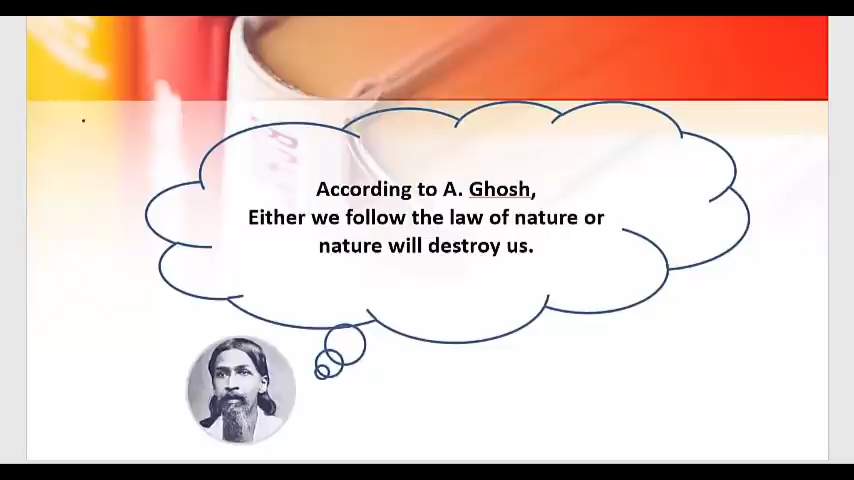 According to A. Ghosh,
Either we follow the law of nature or
nature will destroy us.